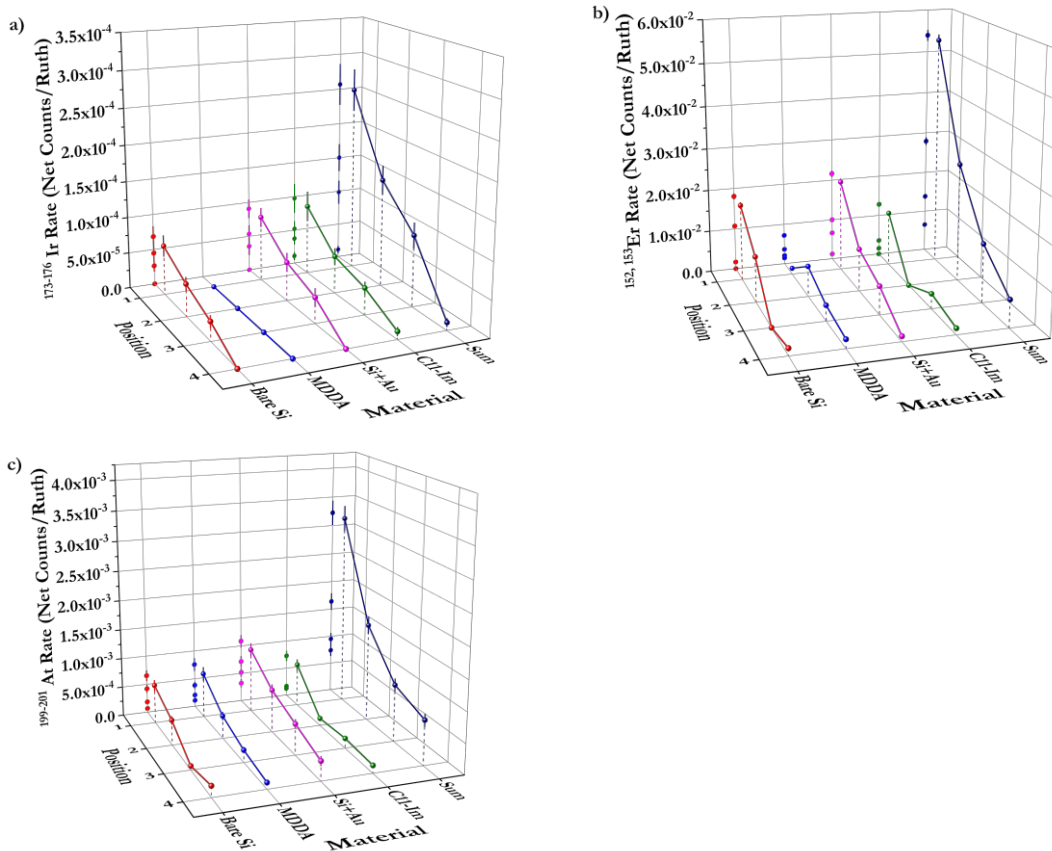 a)
¹⁷³⁻¹⁷⁶Ir Rate (Net Counts/Ruth)
3.5x10⁻⁴
3.0x10⁻⁴
2.5x10⁻⁴
2.0x10⁻⁴
1.5x10⁻⁴
1.0x10⁻⁴
5.0x10⁻⁵
0.0
1
2
3
4
Position
Bare Si
MDDA
Si+Au
C11-Im
Sum
Material
b)
¹⁵²,¹⁵³Er Rate (Net Counts/Ruth)
6.0x10⁻²
5.0x10⁻²
4.0x10⁻²
3.0x10⁻²
2.0x10⁻²
1.0x10⁻²
0.0
1
2
3
4
Position
Bare Si
MDDA
Si+Au
C11-Im
Sum
Material
c)
¹⁹⁹⁻²⁰¹At Rate (Net Counts/Ruth)
4.0x10⁻³
3.5x10⁻³
3.0x10⁻³
2.5x10⁻³
2.0x10⁻³
1.5x10⁻³
1.0x10⁻³
5.0x10⁻⁴
0.0
1
2
3
4
Position
Bare Si
MDDA
Si+Au
C11-Im
Sum
Material